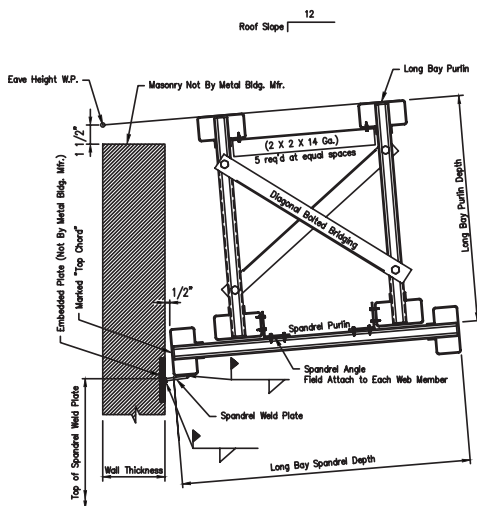 12
Roof Slope
Eave Height W.P.
Masonry Not By Metal Bldg. Mfr.
Long Bay Purlin
1 1/2"
(2 X 2 X 14 Ga.)
5 req'd at equal spaces
Diagonal Bolted Bridging
Long Bay Purlin Depth
Embedded Plate (Not By Metal Bldg. Mfr.)
Marked "Top Chord"
1/2"
Spandrel Purlin
Spandrel Angle
Field Attach to Each Web Member
Spandrel Weld Plate
Top of Spandrel Weld Plate
Wall Thickness
Long Bay Spandrel Depth